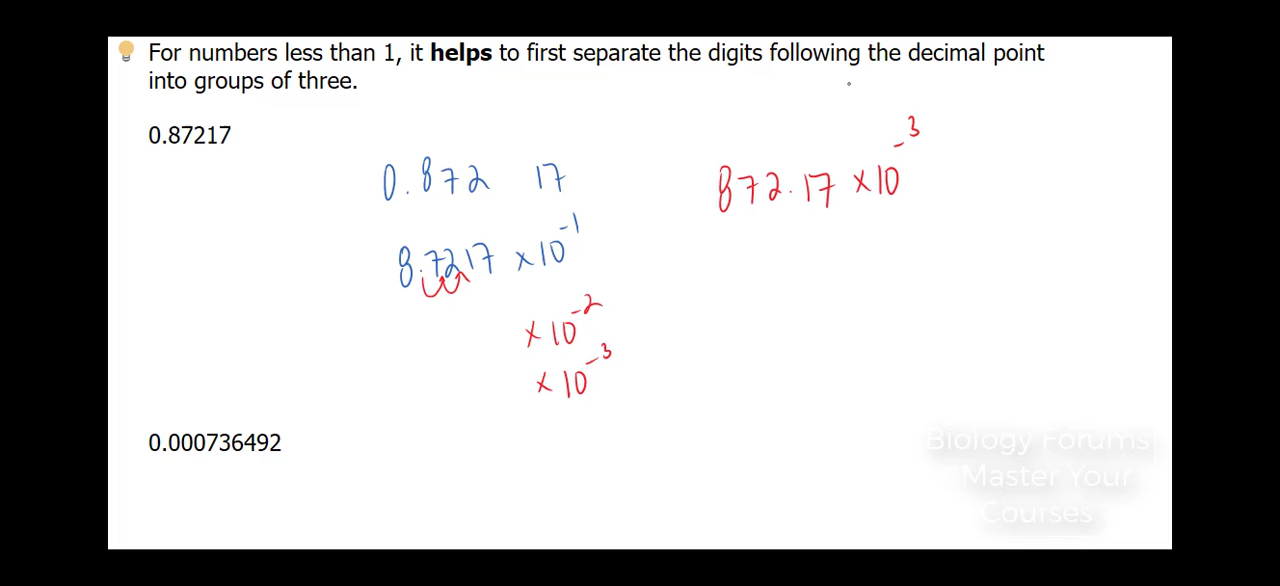 For numbers less than 1, it helps to first separate the digits following the decimal point
into groups of three.
0.87217
0.872 17
872.17 ×10⁻³
8.7217 ×10⁻¹
×10⁻²
×10⁻³
0.000736492
Biology Forums
Master Your
Courses